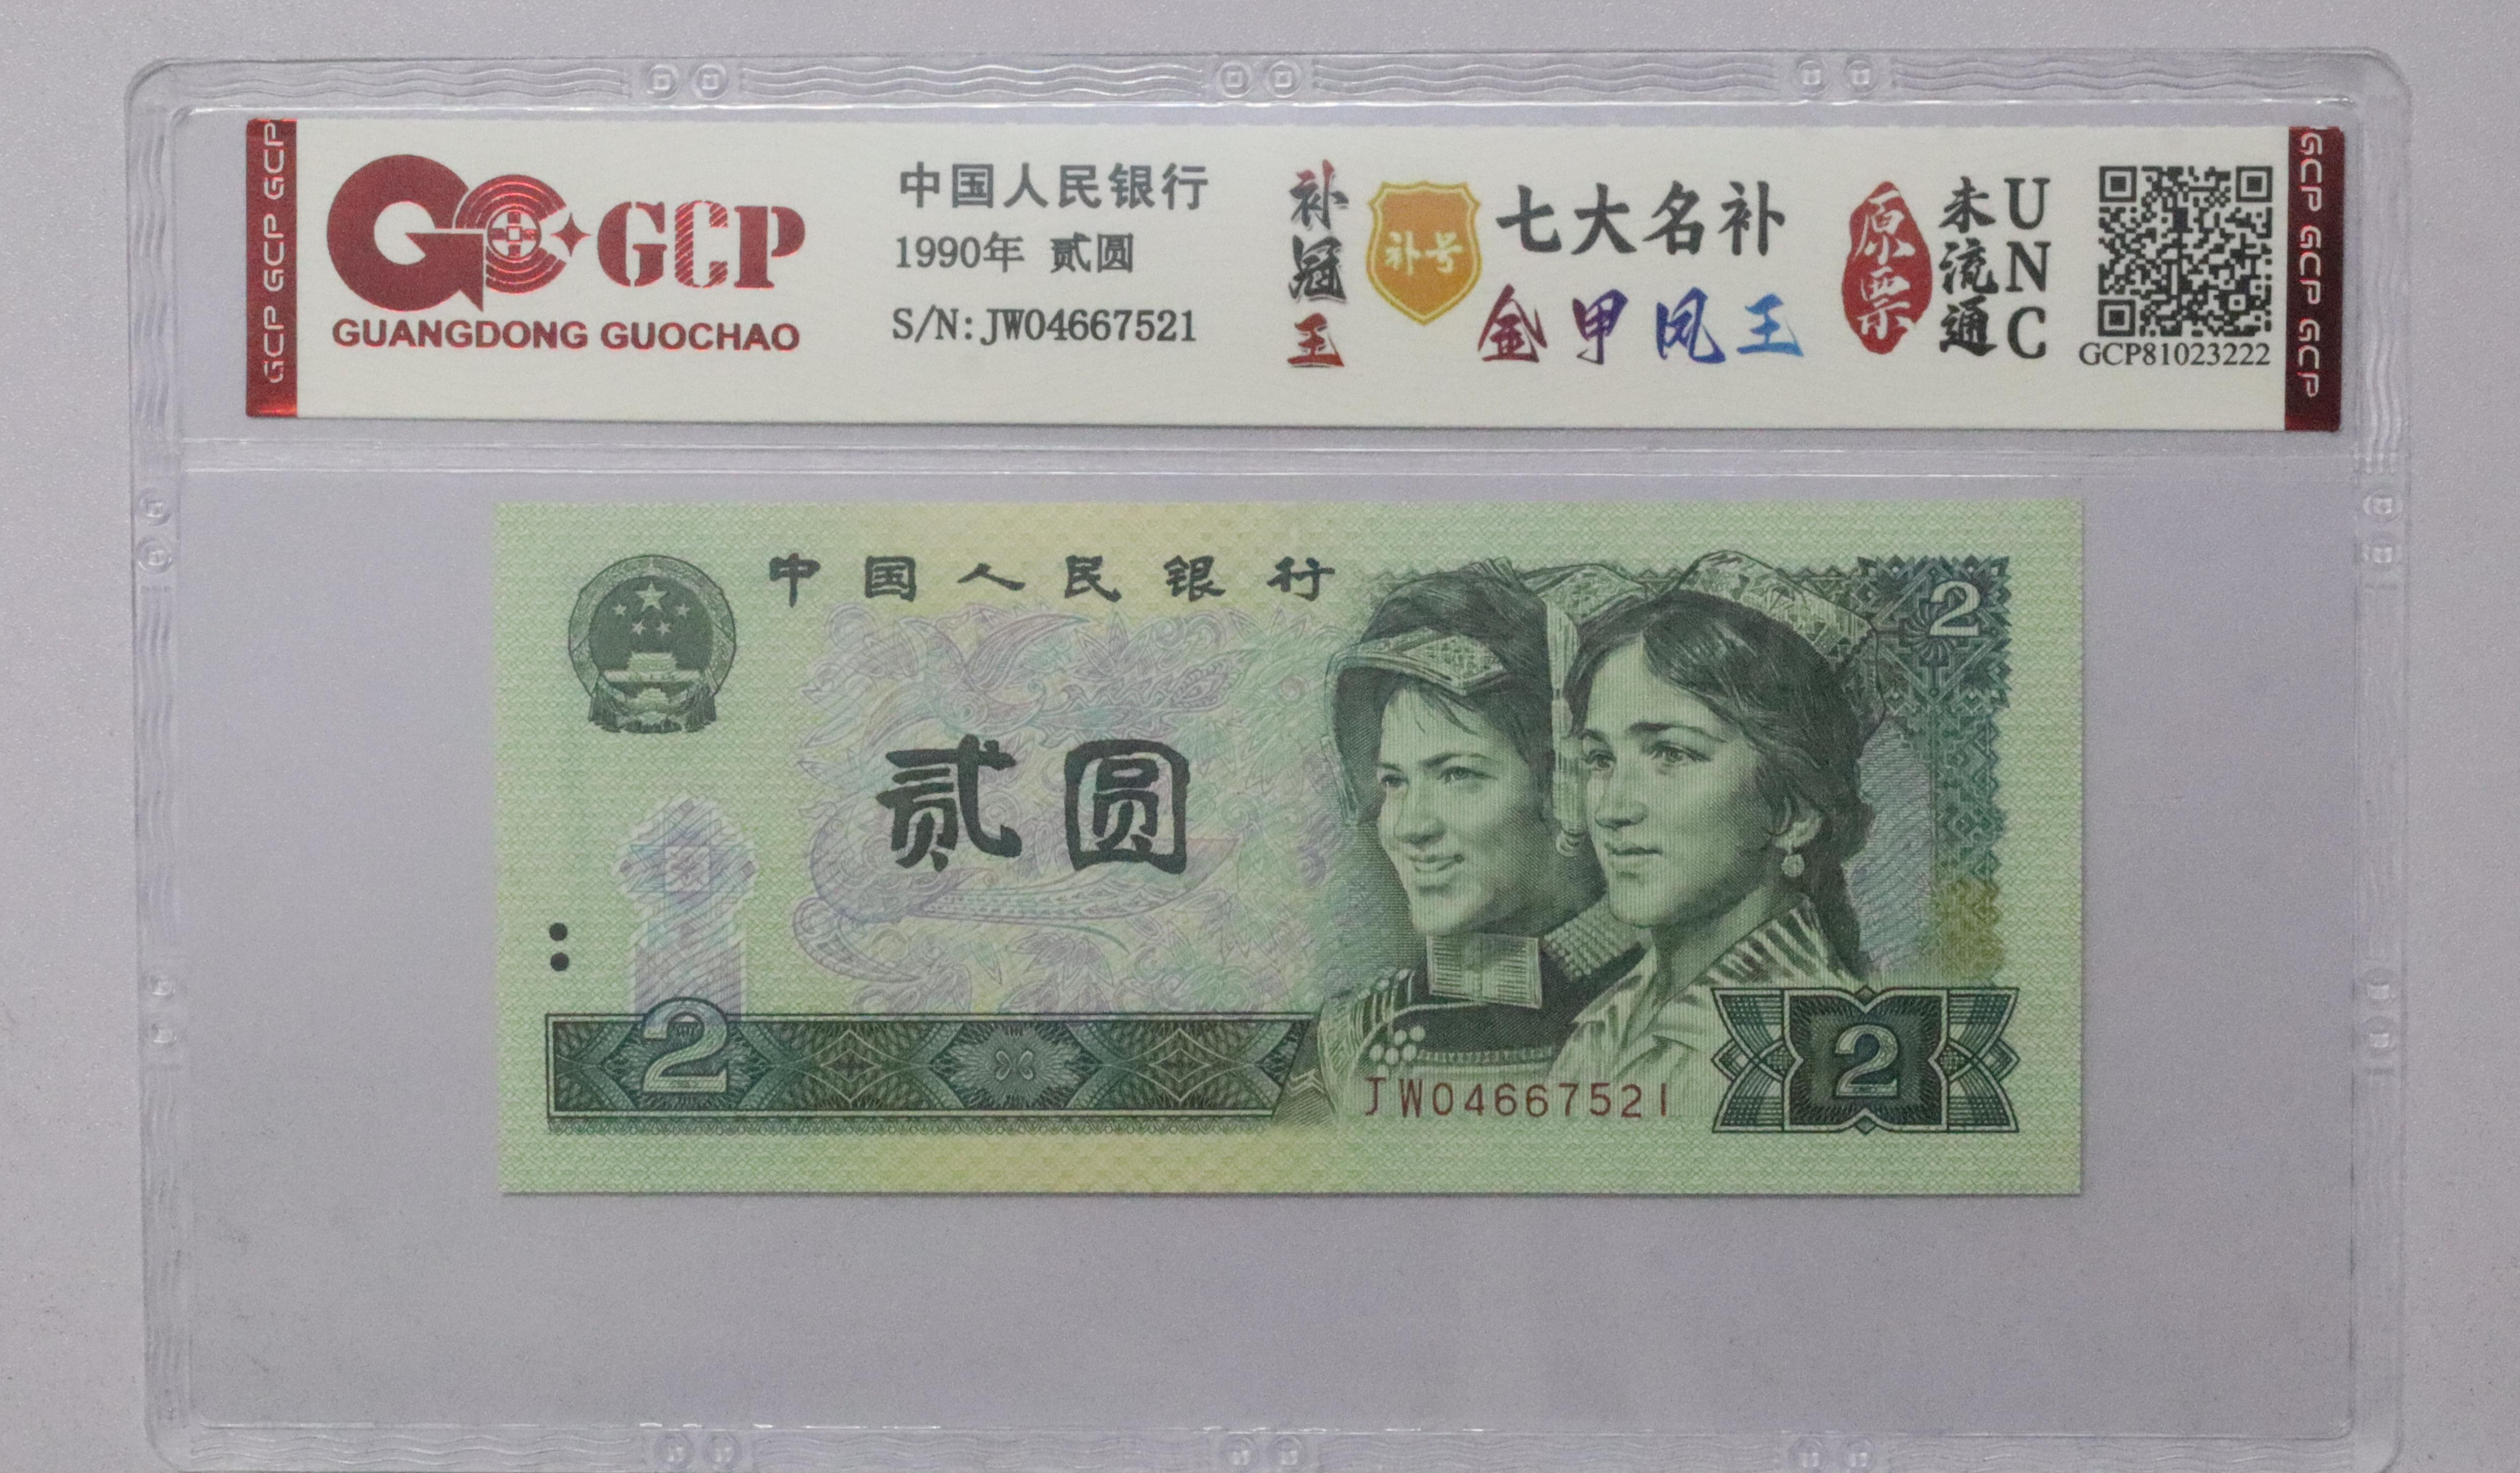 GCP GCP GCP
GCP
GUANGDONG GUOCHAO
中国人民银行
1990年 贰圆
S/N:JW04667521
补冠王
补号
七大名补
金甲凤王
原票
未流通
UNC
GCP81023222
GCP GCP GCP
中国人民银行
2
贰圆
2
JW04667521
2